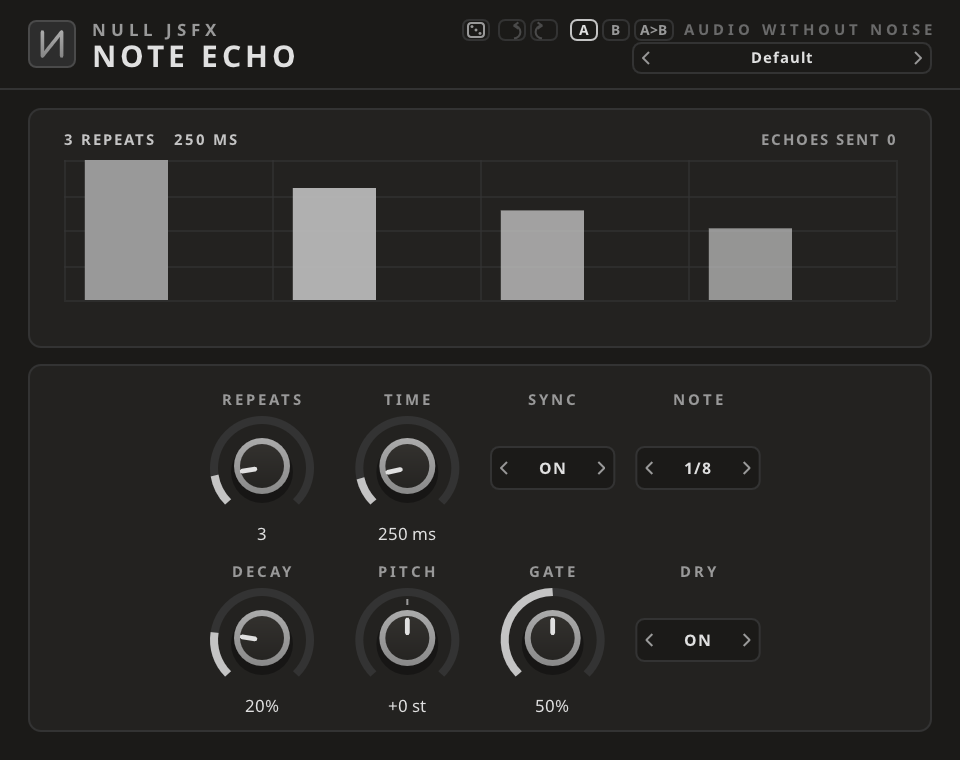 NULL JSFX
NOTE ECHO
A B A>B AUDIO WITHOUT NOISE
Default
3 REPEATS 250 MS ECHOES SENT 0
REPEATS TIME SYNC NOTE
ON 1/8
3 250 ms
DECAY PITCH GATE DRY
ON
20% +0 st 50%